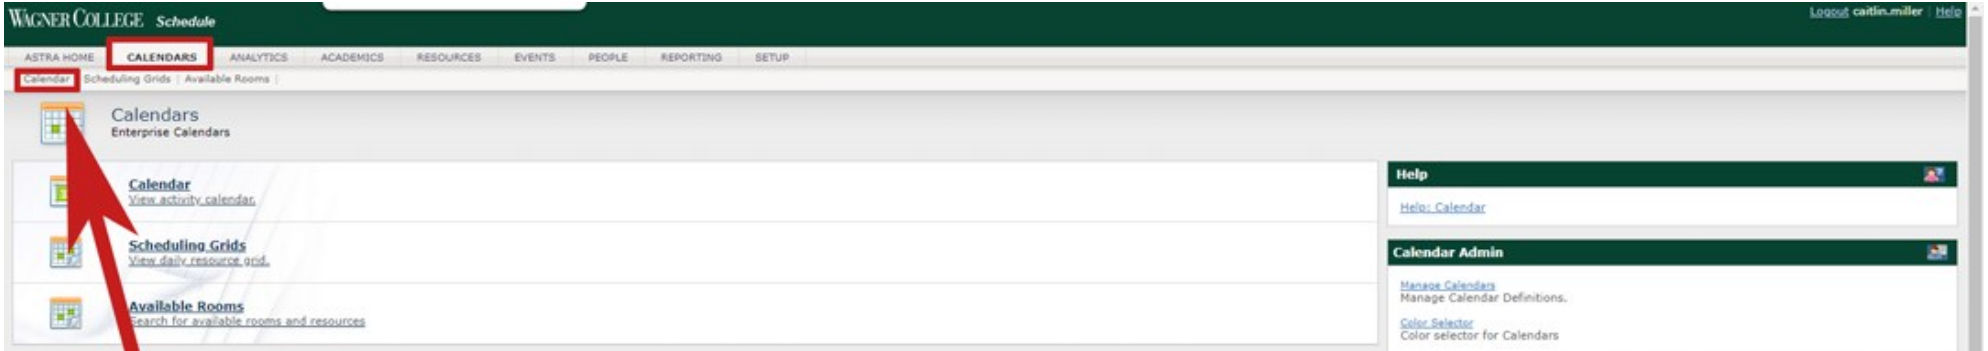 WAGNER COLLEGE Schedule
Logout caitlin.miller | Help
ASTRA HOME CALENDARS ANALYTICS ACADEMICS RESOURCES EVENTS PEOPLE REPORTING SETUP
Calendar Scheduling Grids | Available Rooms |
Calendars
Enterprise Calendars
Calendar
View activity calendar.
Scheduling Grids
View daily resource grid.
Available Rooms
Search for available rooms and resources
Help
Help: Calendar
Calendar Admin
Manage Calendars
Manage Calendar Definitions.
Color Selector
Color selector for Calendars